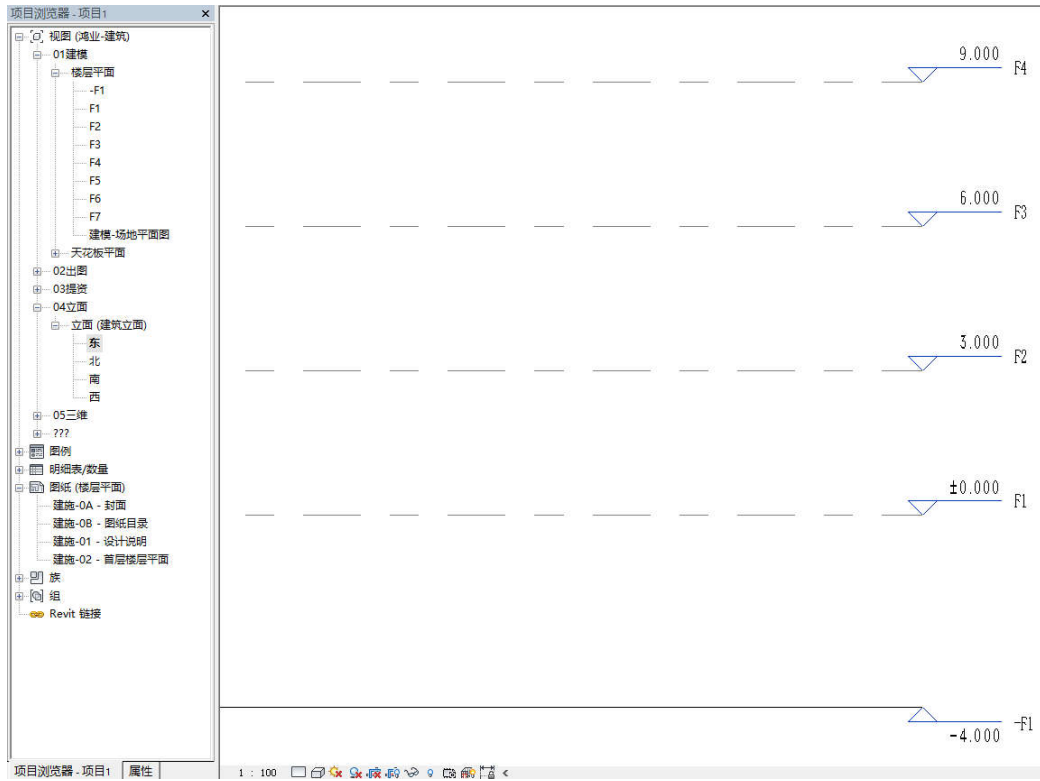 项目浏览器 - 项目1
视图 (鸿业-建筑)
01建模
楼层平面
-F1
F1
F2
F3
F4
F5
F6
F7
建模-场地平面图
天花板平面
02出图
03提资
04立面
立面 (建筑立面)
东
北
南
西
05三维
???
图例
明细表/数量
图纸 (楼层平面)
建施-0A - 封面
建施-0B - 图纸目录
建施-01 - 设计说明
建施-02 - 首层楼层平面
族
组
Revit 链接
项目浏览器 - 项目1
属性
9.000
F4
6.000
F3
3.000
F2
±0.000
F1
-F1
-4.000
1 : 100